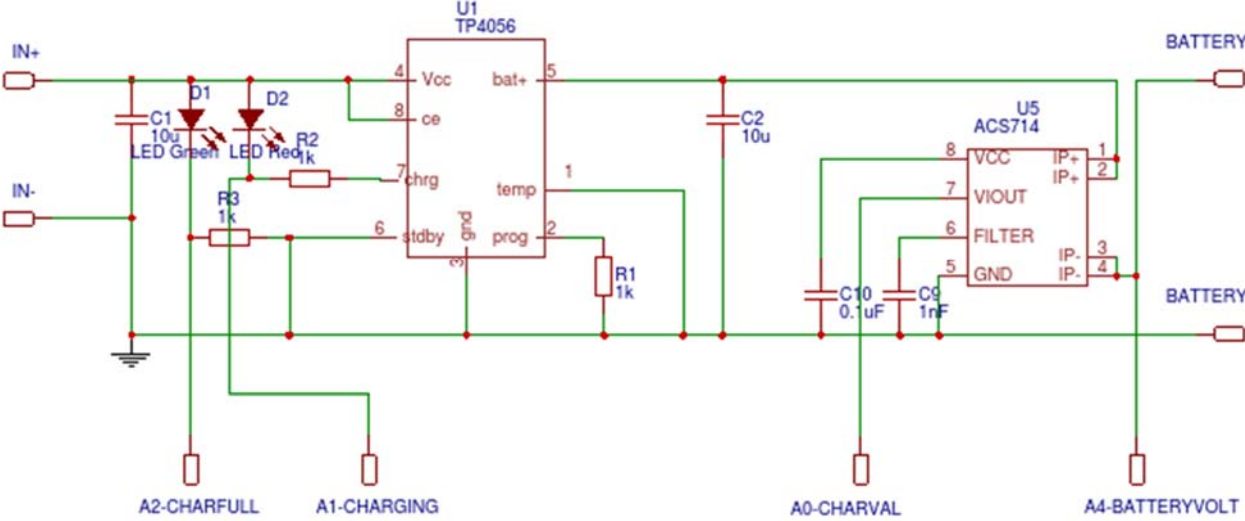 U1
TP4056
IN+
BATTERY
4
Vcc
bat+
5
D1
D2
8
ce
C1
10u
LED Green
LED Red
R2
1k
C2
10u
U5
ACS714
8
VCC
IP+
1
IP+
2
7
chrg
temp
1
IN-
7
VIOUT
R3
1k
6
stdby
gnd
prog
2
6
FILTER
IP-
3
3
5
GND
IP-
4
R1
1k
C10
0.1uF
C9
1nF
BATTERY
A2-CHARFULL
A1-CHARGING
A0-CHARVAL
A4-BATTERYVOLT